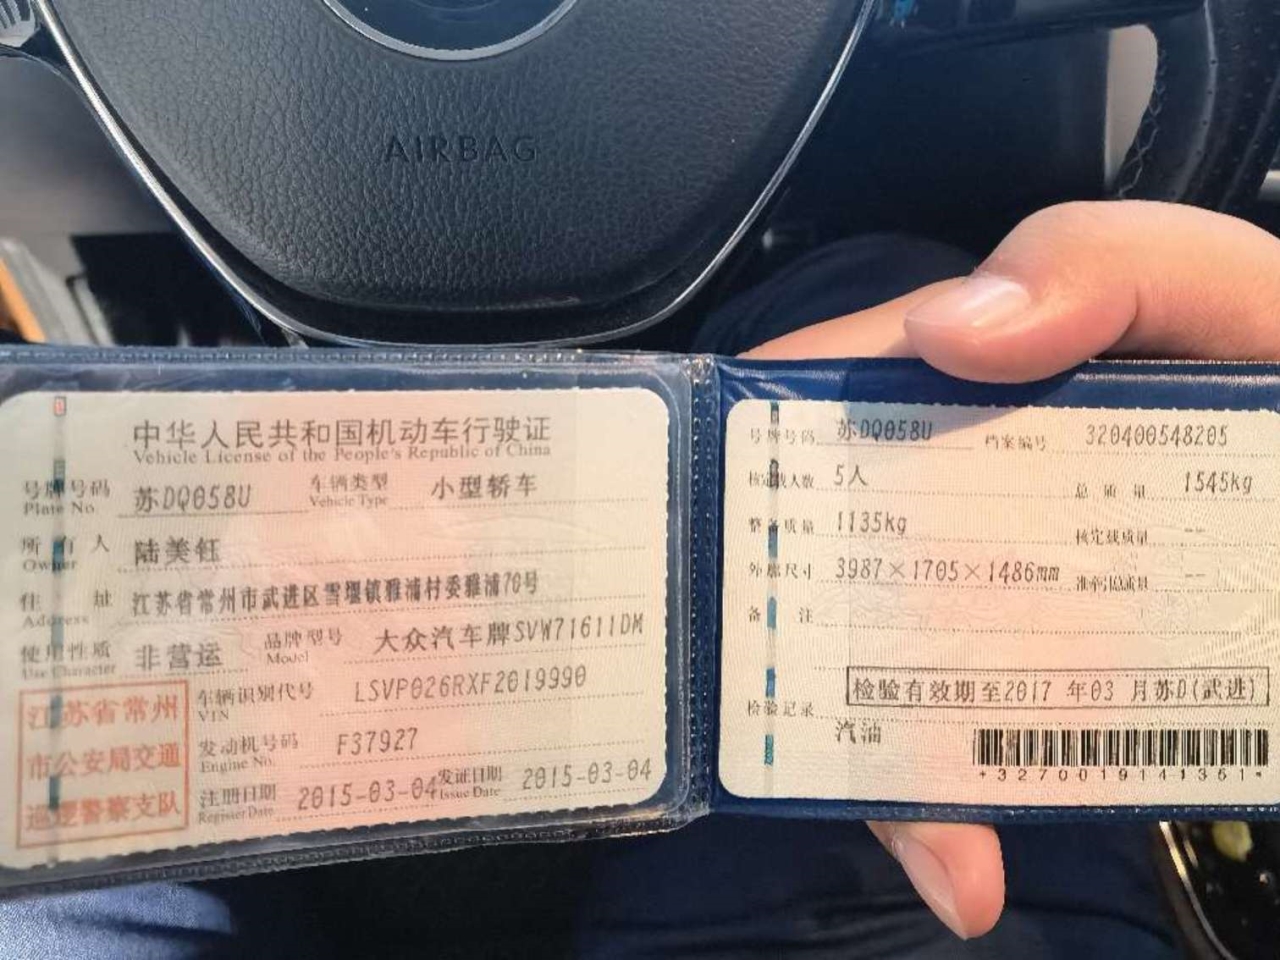 AIRBAG
中华人民共和国机动车行驶证
Vehicle License of the People's Republic of China
号牌号码 苏DQ058U 车辆类型 小型轿车
Plate No. Vehicle Type
所有人 陆美钰
Owner
住址 江苏省常州市武进区雪堰镇雅浦村委雅浦70号
Address
使用性质 非营运 品牌型号 大众汽车牌SVW71611DM
Use Character Model
车辆识别代号 LSVP026RXF2019990
VIN
发动机号码 F37927
Engine No.
注册日期 2015-03-04 发证日期 2015-03-04
Register Date Issue Date
江苏省常州
市公安局交通
巡逻警察支队
号牌号码 苏DQ058U 档案编号 320400548205
核定载人数 5人 总质量 1545kg
整备质量 1135kg 核定载质量 --
外廓尺寸 3987×1705×1486mm 准牵引总质量 --
备注
检验有效期至2017年03月苏D(武进)
检验记录
汽油
*3270019141361*